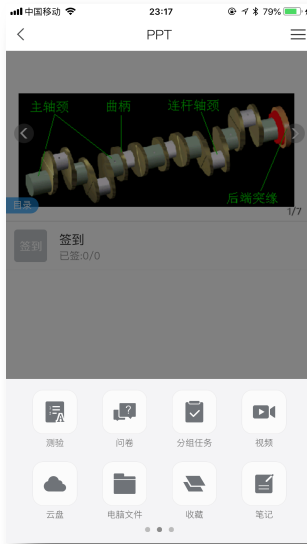 中国移动 23:17 79%
PPT
主轴颈 曲柄 连杆轴颈
后端突缘
目录
1/7
签到 签到
已签:0/0
测验 问卷 分组任务 视频
云盘 电脑文件 收藏 笔记